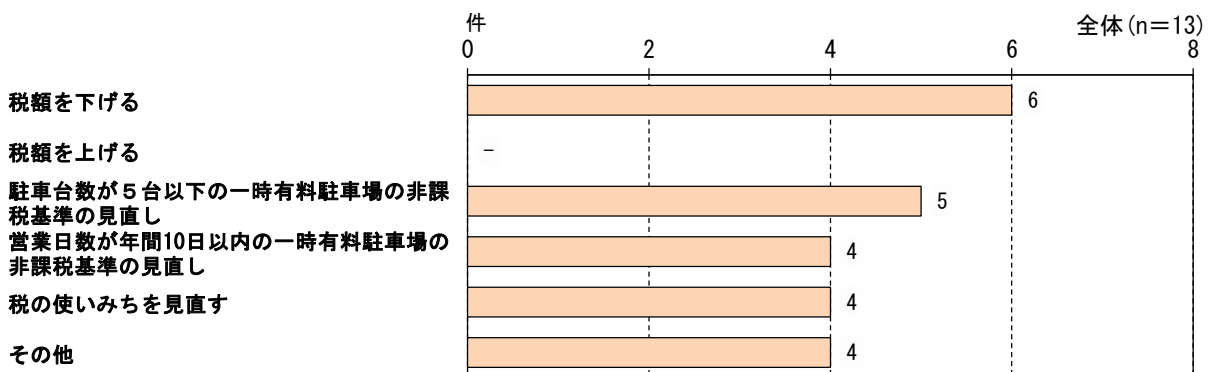 件
全体(n＝13)
0 2 4 6 8
税額を下げる 6
税額を上げる －
駐車台数が５台以下の一時有料駐車場の非課
税基準の見直し 5
営業日数が年間10日以内の一時有料駐車場の
非課税基準の見直し 4
税の使いみちを見直す 4
その他 4